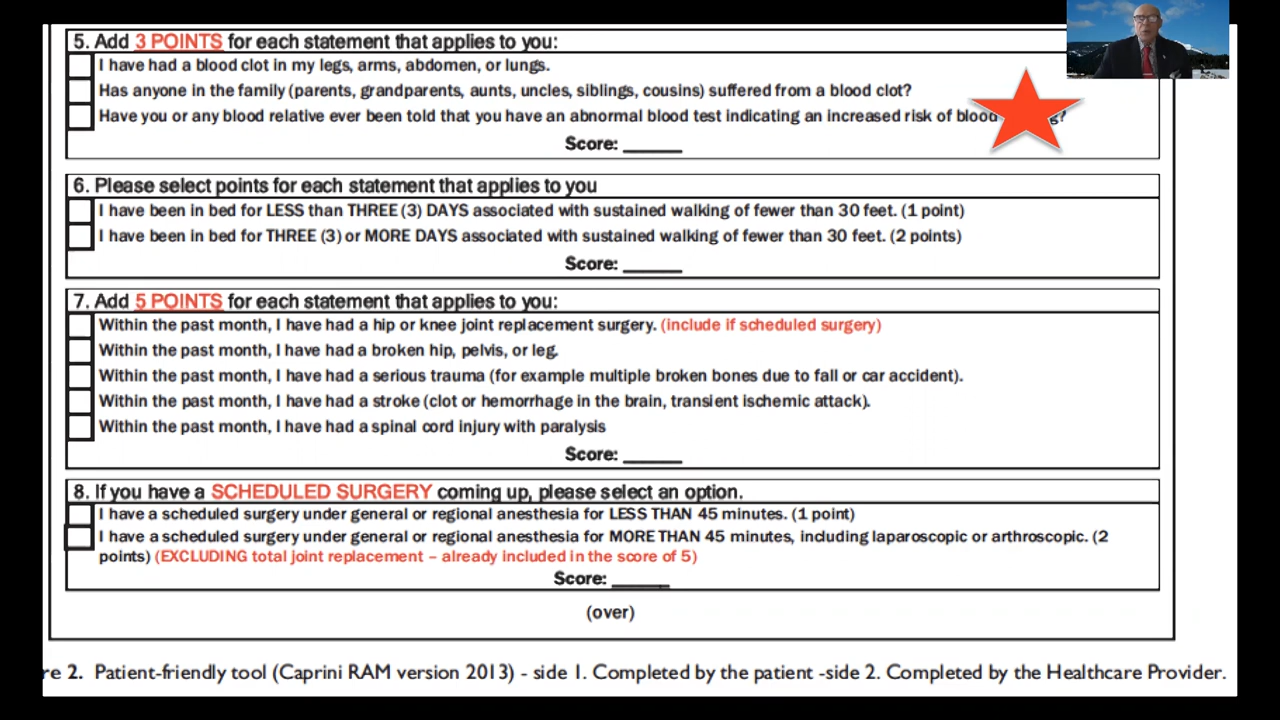 5. Add 3 POINTS for each statement that applies to you:
I have had a blood clot in my legs, arms, abdomen, or lungs.
Has anyone in the family (parents, grandparents, aunts, uncles, siblings, cousins) suffered from a blood clot?
Have you or any blood relative ever been told that you have an abnormal blood test indicating an increased risk of blood
Score: ______
6. Please select points for each statement that applies to you
I have been in bed for LESS than THREE (3) DAYS associated with sustained walking of fewer than 30 feet. (1 point)
I have been in bed for THREE (3) or MORE DAYS associated with sustained walking of fewer than 30 feet. (2 points)
Score: ______
7. Add 5 POINTS for each statement that applies to you:
Within the past month, I have had a hip or knee joint replacement surgery. (include if scheduled surgery)
Within the past month, I have had a broken hip, pelvis, or leg.
Within the past month, I have had a serious trauma (for example multiple broken bones due to fall or car accident).
Within the past month, I have had a stroke (clot or hemorrhage in the brain, transient ischemic attack).
Within the past month, I have had a spinal cord injury with paralysis
Score: ______
8. If you have a SCHEDULED SURGERY coming up, please select an option.
I have a scheduled surgery under general or regional anesthesia for LESS THAN 45 minutes. (1 point)
I have a scheduled surgery under general or regional anesthesia for MORE THAN 45 minutes, including laparoscopic or arthroscopic. (2
points) (EXCLUDING total joint replacement – already included in the score of 5)
Score: ______
(over)
re 2. Patient-friendly tool (Caprini RAM version 2013) - side 1. Completed by the patient -side 2. Completed by the Healthcare Provider.